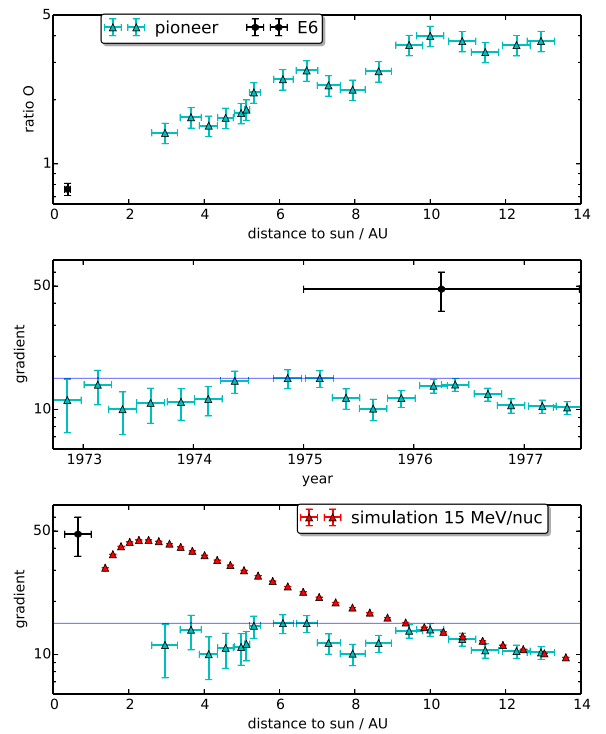 pioneer E6
5
1
ratio O
0 2 4 6 8 10 12 14
distance to sun / AU
50
10
gradient
1973 1974 1975 1976 1977
year
simulation 15 MeV/nuc
50
10
gradient
0 2 4 6 8 10 12 14
distance to sun / AU